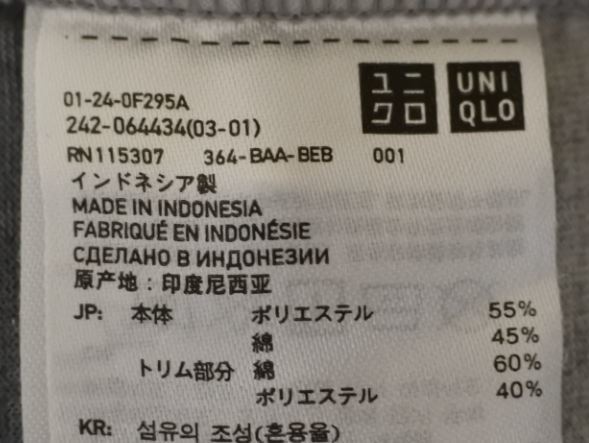 ユニ
クロ
UNI
QLO
01-24-0F295A
242-064434(03-01)
RN115307 364-BAA-BEB 001
インドネシア製
MADE IN INDONESIA
FABRIQUÉ EN INDONÉSIE
СДЕЛАНО В ИНДОНЕЗИИ
原产地：印度尼西亚
JP: 本体 ポリエステル 55%
綿 45%
トリム部分 綿 60%
ポリエステル 40%
KR: 섬유의 조성(혼용율)